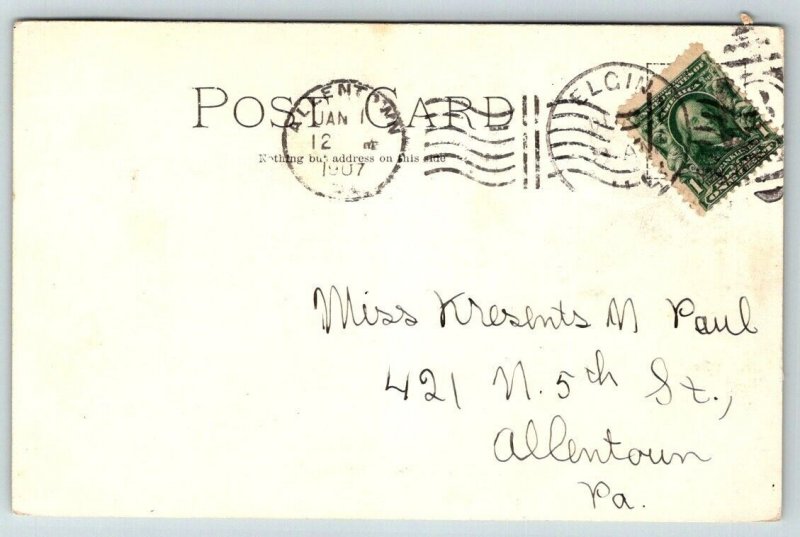 POST CARD
Nothing but address on this side
ALLENTOWN
JAN 1
12 M
1907
ELGIN
1
Miss Kresents M Paul
421 N. 5th St.,
Allentown
Pa.